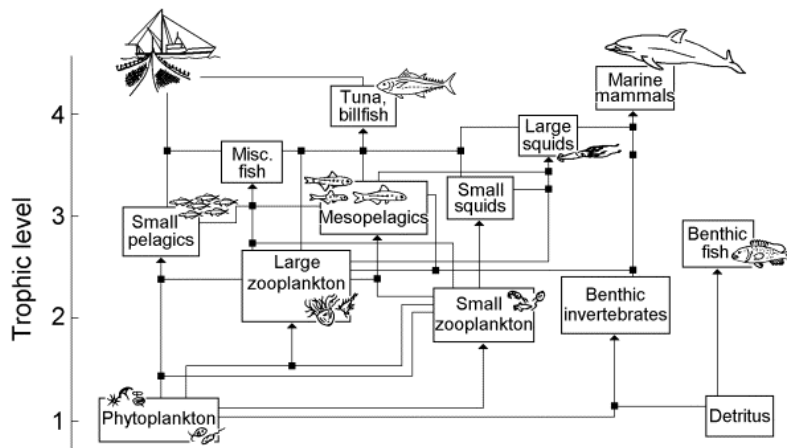 Trophic level
4
3
2
1
Tuna,
billfish
Marine
mammals
Misc.
fish
Large
squids
Small
pelagics
Mesopelagics
Small
squids
Benthic
fish
Large
zooplankton
Small
zooplankton
Benthic
invertebrates
Phytoplankton
Detritus